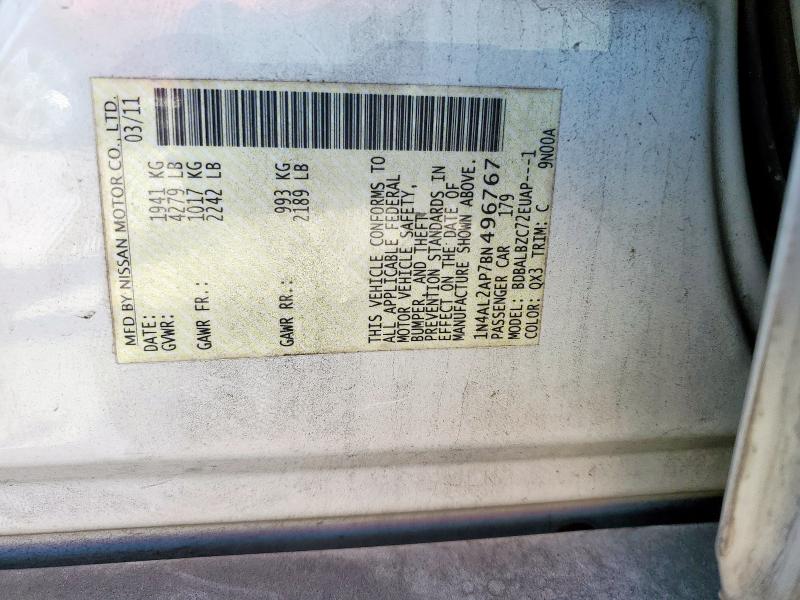 MFD BY NISSAN MOTOR CO., LTD.
DATE: 03/11
GVWR: 1941 KG
4279 LB
GAWR FR.: 1017 KG
2242 LB
GAWR RR.: 993 KG
2189 LB
THIS VEHICLE CONFORMS TO
ALL APPLICABLE FEDERAL
MOTOR VEHICLE SAFETY,
BUMPER, AND THEFT
PREVENTION STANDARDS IN
EFFECT ON THE DATE OF
MANUFACTURE SHOWN ABOVE.
1N4AL2AP7BN496767
PASSENGER CAR 179
MODEL: BDBALBZC77EUAP---1
COLOR: QX3 TRIM: C 9N00A